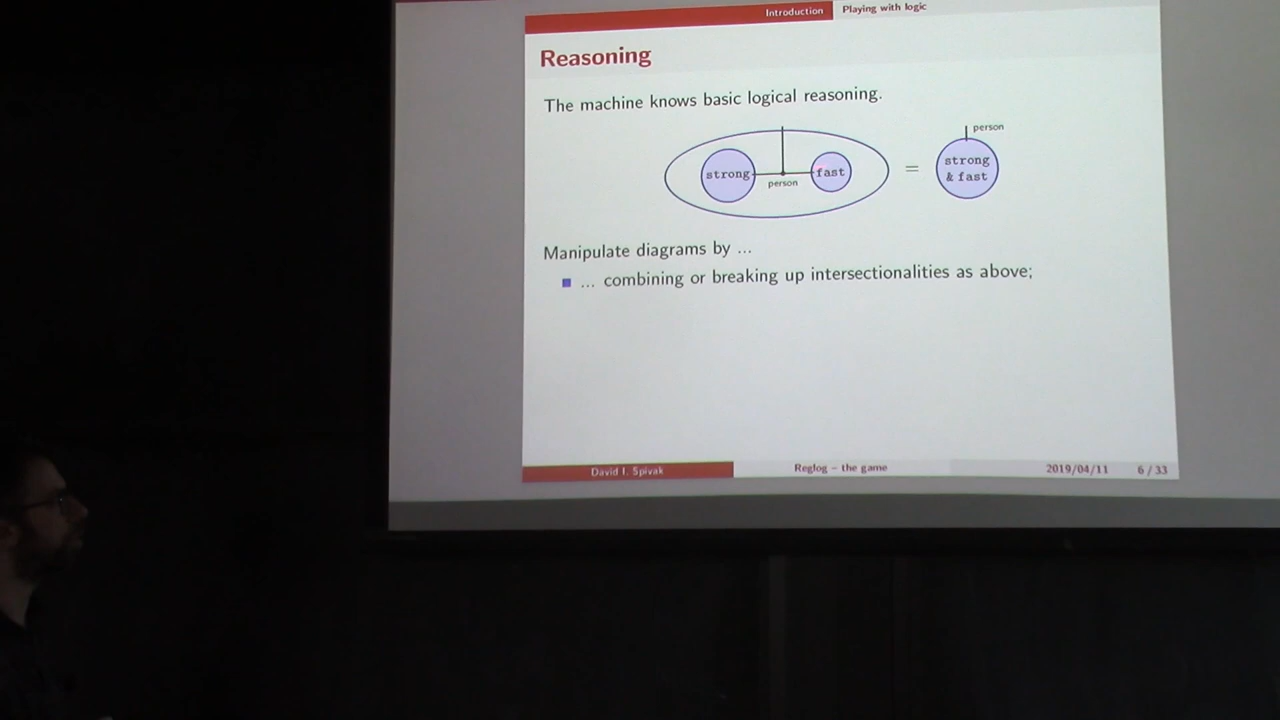 Introduction Playing with logic
Reasoning
The machine knows basic logical reasoning.
strong person fast = strong & fast person
Manipulate diagrams by ...
... combining or breaking up intersectionalities as above;
David I. Spivak Reglog – the game 2019/04/11 6 / 33